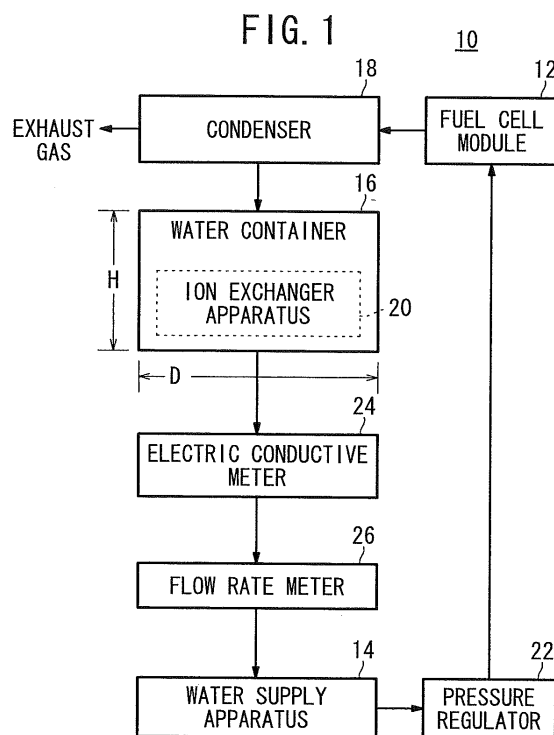 FIG. 1
10
18
12
CONDENSER
FUEL CELL
MODULE
EXHAUST
GAS
16
WATER CONTAINER
H
ION EXCHANGER
APPARATUS
20
D
24
ELECTRIC CONDUCTIVE
METER
26
FLOW RATE METER
14
22
WATER SUPPLY
APPARATUS
PRESSURE
REGULATOR